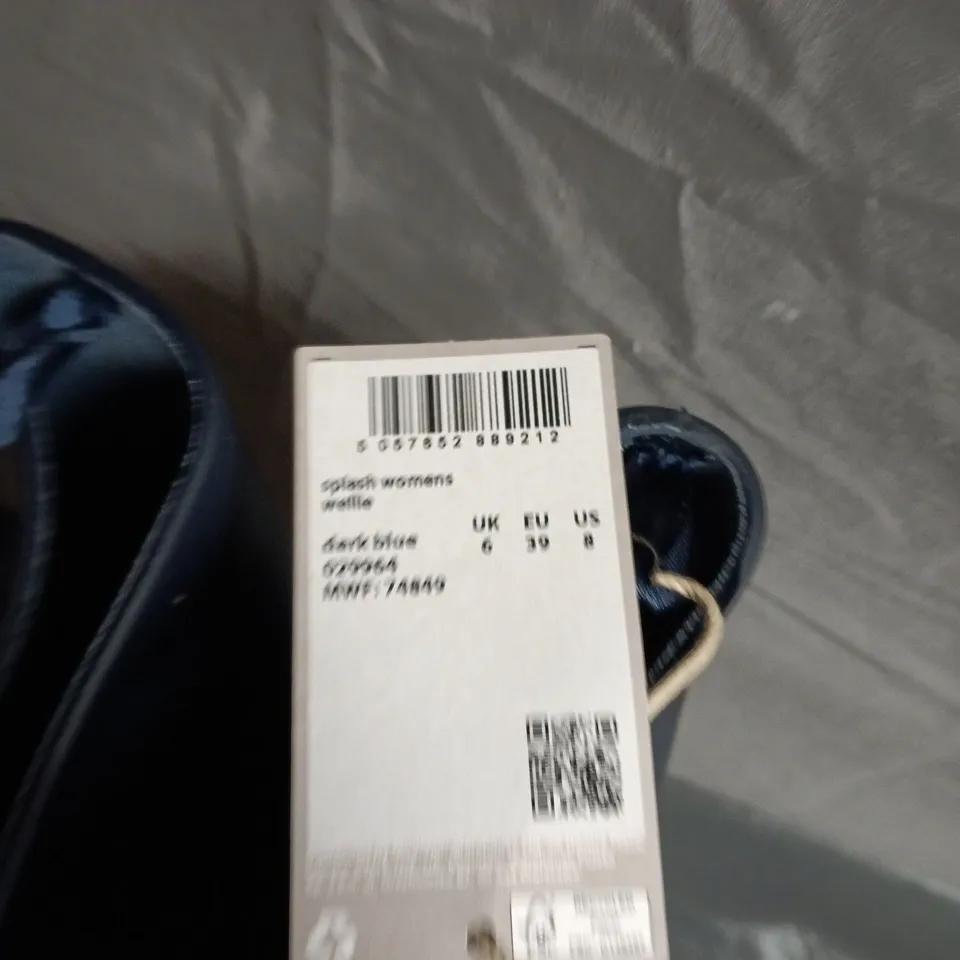 5 057652 889212
splash womens
wellie
UK EU US
dark blue 6 39 8
029964
MWF: 74849